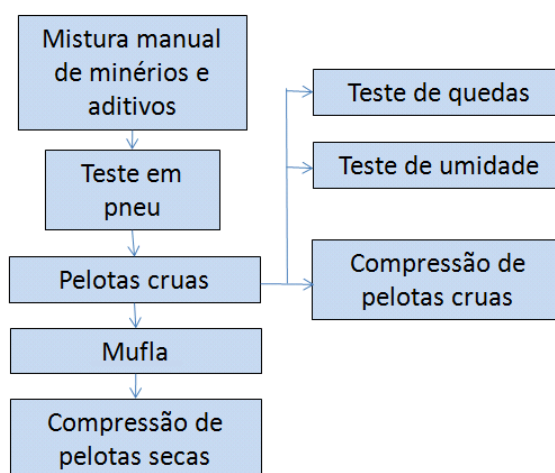 Mistura manual
de minérios e
aditivos
Teste em
pneu
Pelotas cruas
Mufla
Compressão de
pelotas secas
Teste de quedas
Teste de umidade
Compressão de
pelotas cruas